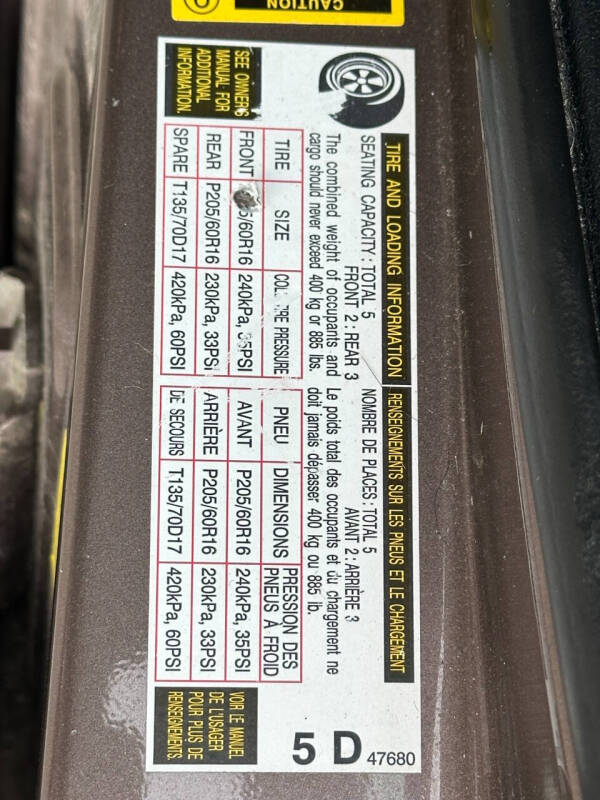 CAUTION
TIRE AND LOADING INFORMATION
SEATING CAPACITY : TOTAL 5
FRONT 2 : REAR 3
The combined weight of occupants and
cargo should never exceed 400 kg or 885 lbs.
TIRE SIZE PRESSURE
FRONT 5/60R16 240kPa, 35PSI
REAR P205/60R16 230kPa, 33PSI
SPARE T135/70D17 420kPa, 60PSI
SEE OWNER'S
MANUAL FOR
ADDITIONAL
INFORMATION.
RENSEIGNEMENTS SUR LES PNEUS ET LE CHARGEMENT
NOMBRE DE PLACES : TOTAL 5
AVANT 2 : ARRIÈRE 3
Le poids total des occupants et du chargement ne
doit jamais dépasser 400 kg ou 885 lb.
PNEU DIMENSIONS PRESSION DES
PNEUS À FROID
AVANT P205/60R16 240kPa, 35PSI
ARRIÈRE P205/60R16 230kPa, 33PSI
DE SECOURS T135/70D17 420kPa, 60PSI
VOIR LE MANUEL
DE L'USAGER
POUR PLUS DE
RENSEIGNEMENTS.
5 D 47680